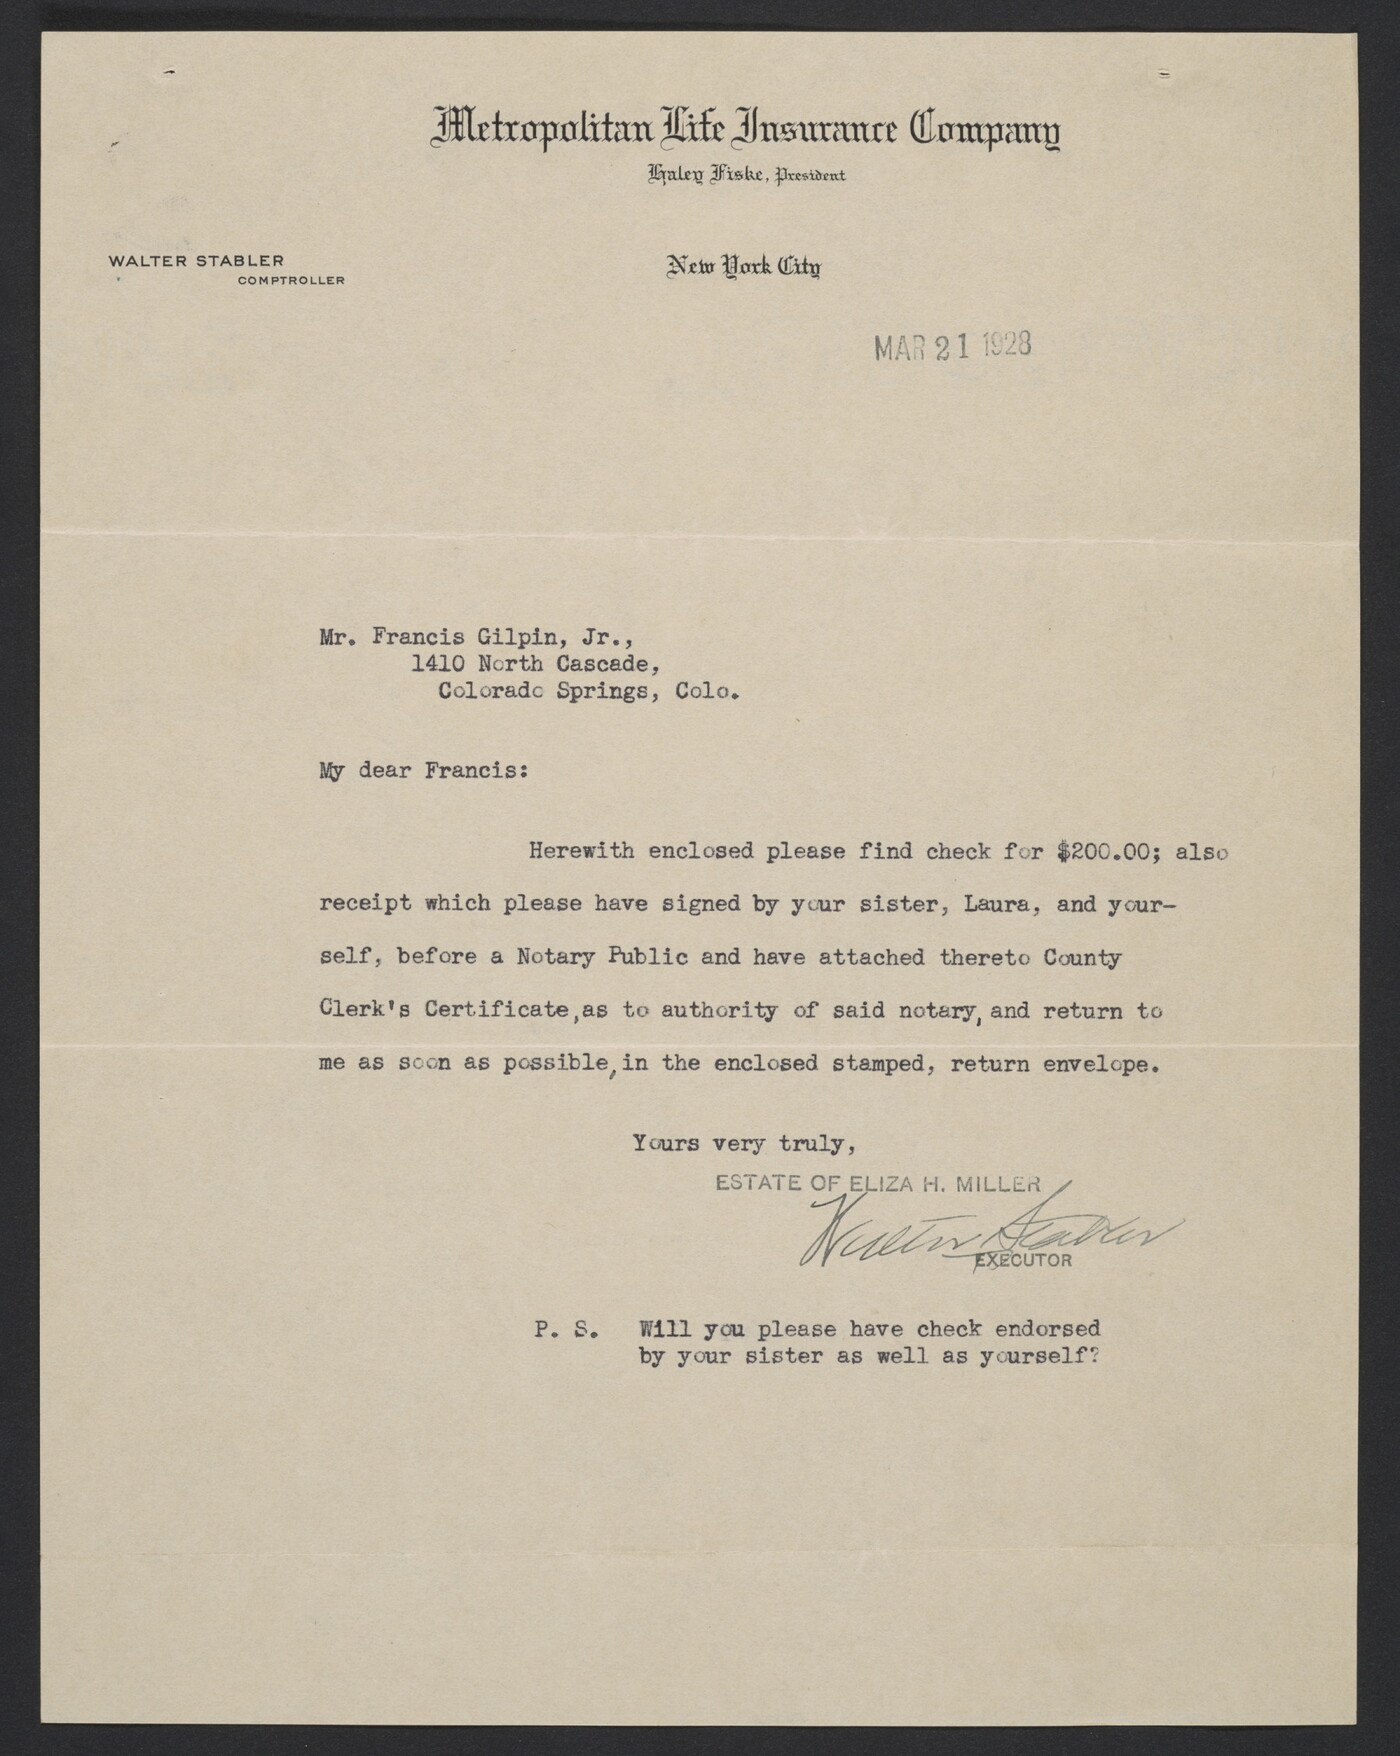 Metropolitan Life Insurance Company
Haley Fiske, President
WALTER STABLER
COMPTROLLER
New York City
MAR 21 1928
Mr. Francis Gilpin, Jr.,
1410 North Cascade,
Colorado Springs, Colo.
My dear Francis:
Herewith enclosed please find check for $200.00; also
receipt which please have signed by your sister, Laura, and your-
self, before a Notary Public and have attached thereto County
Clerk's Certificate, as to authority of said notary, and return to
me as soon as possible, in the enclosed stamped, return envelope.
Yours very truly,
ESTATE OF ELIZA H. MILLER
Walter Stabler
EXECUTOR
P. S. Will you please have check endorsed
by your sister as well as yourself?